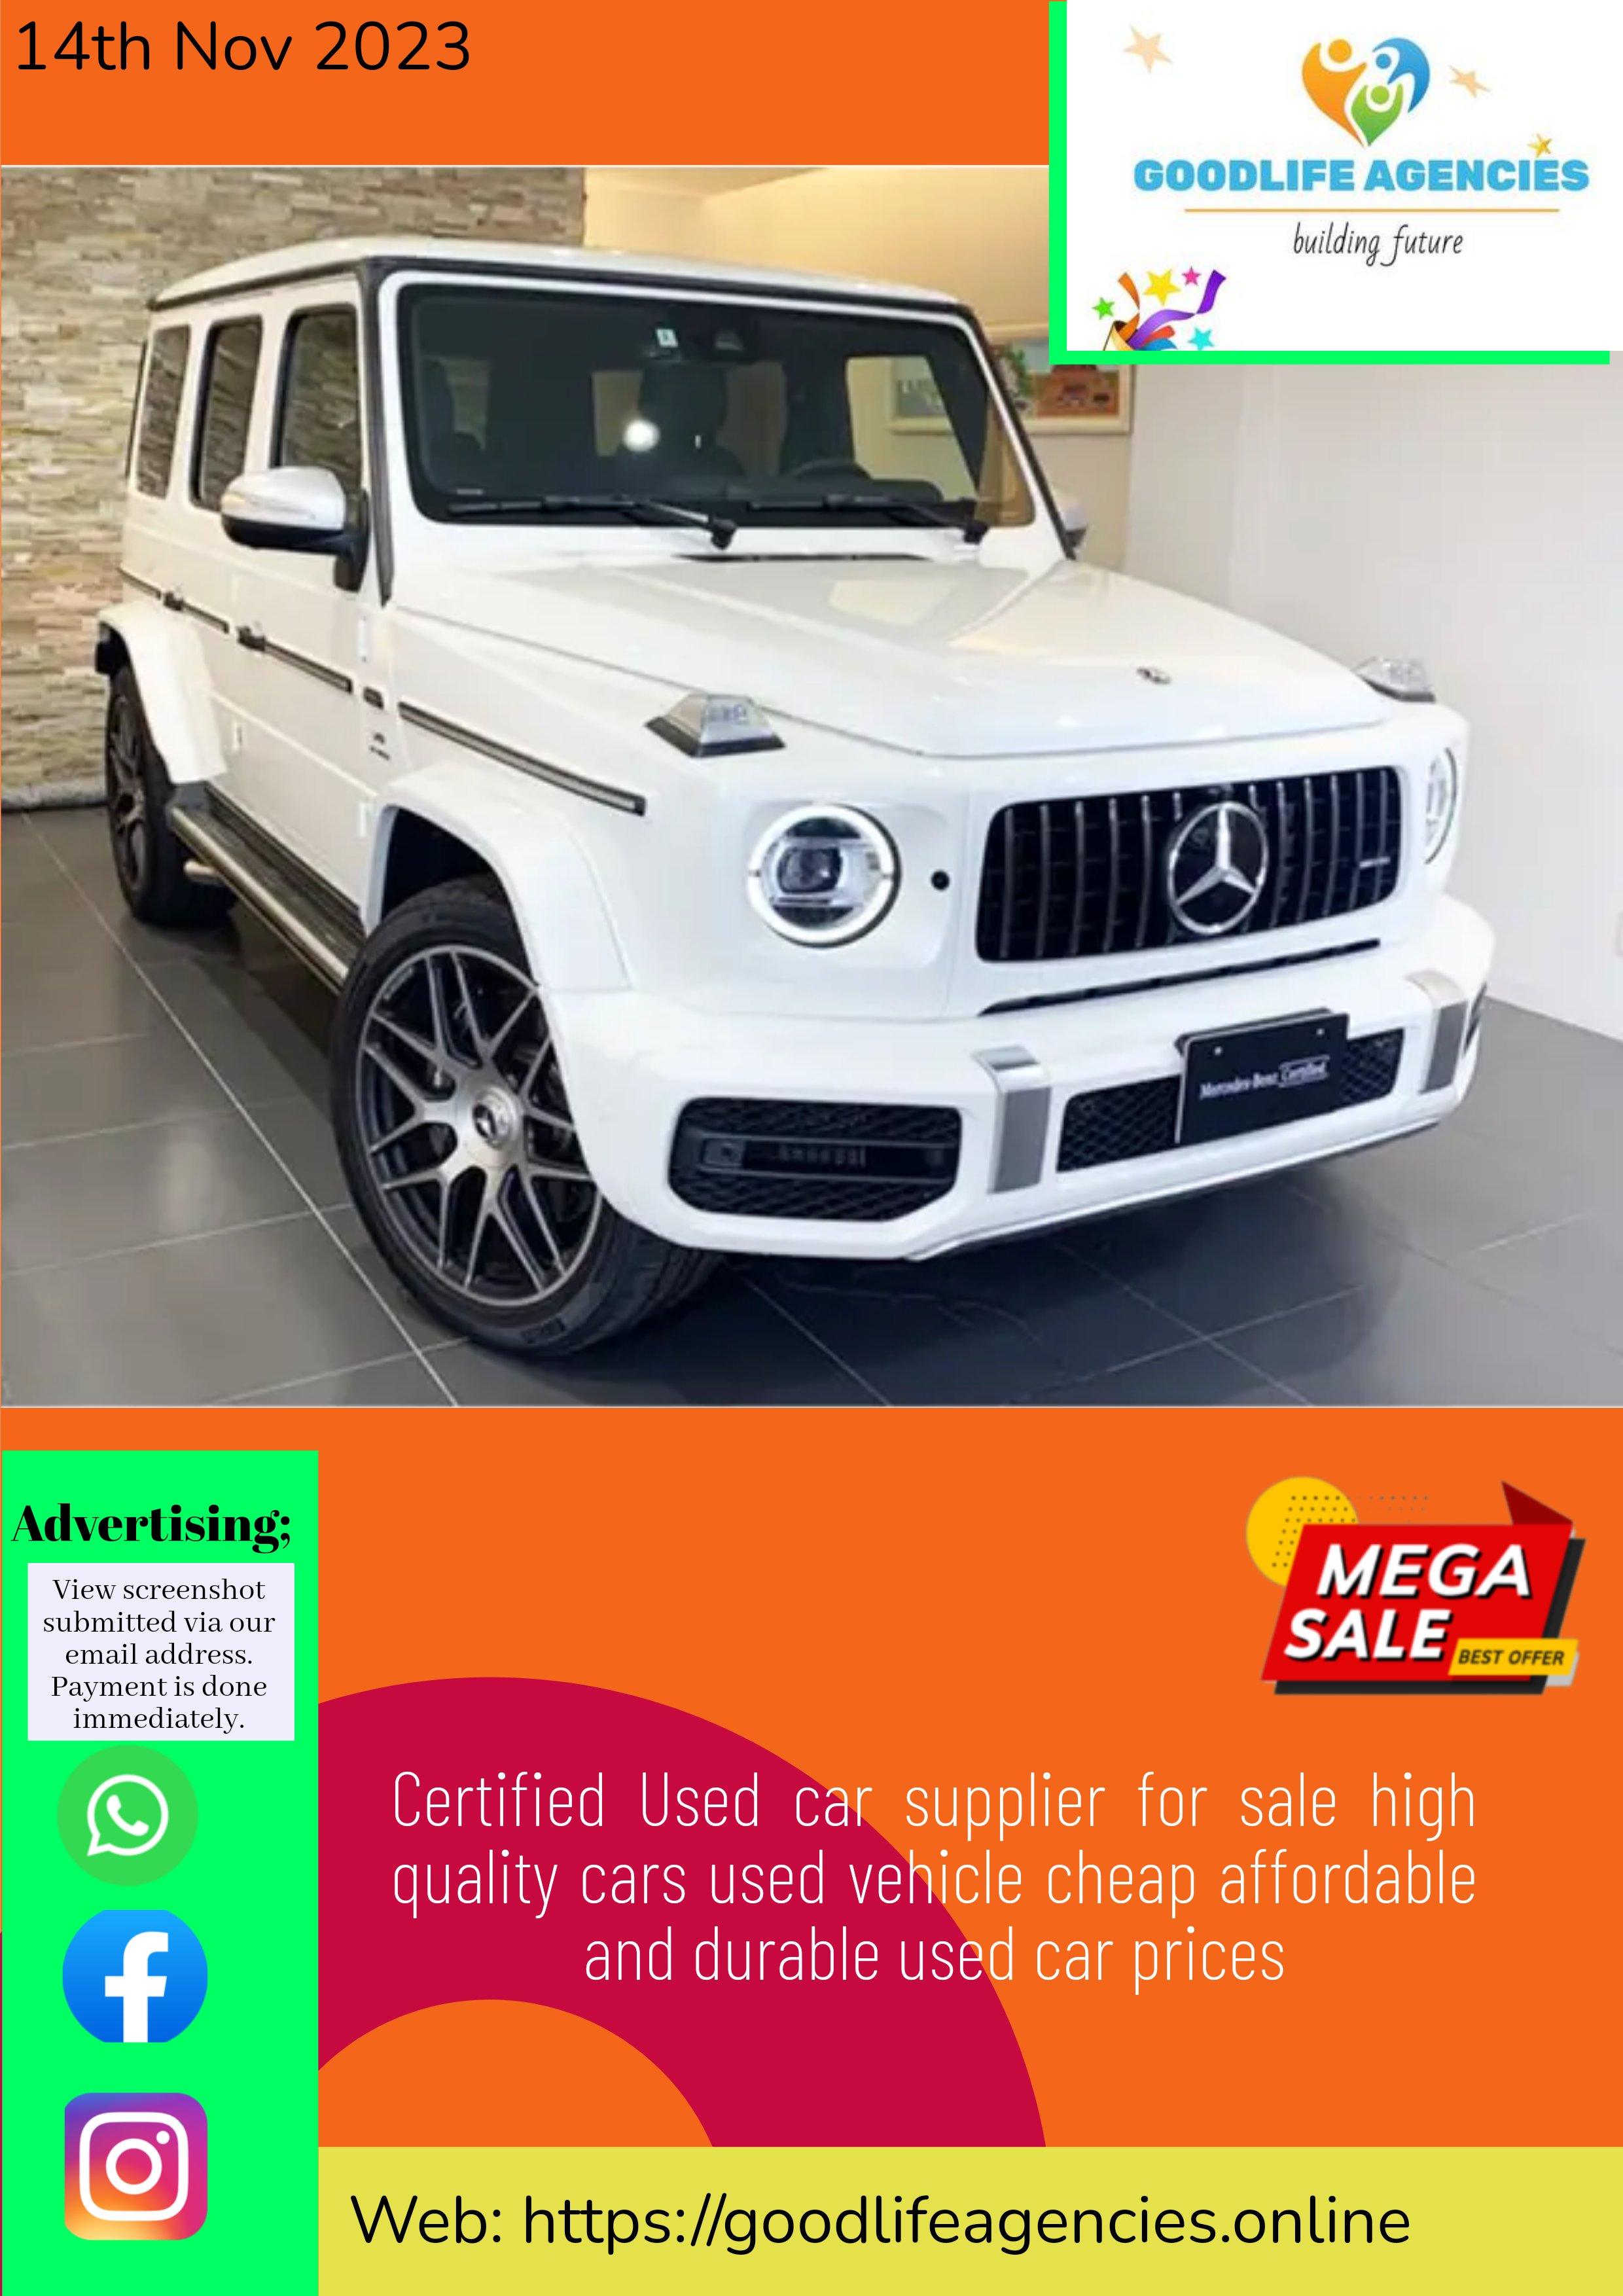 14th Nov 2023
GOODLIFE AGENCIES
building future
Mercedes-Benz Certified
Advertising;
View screenshot
submitted via our
email address.
Payment is done
immediately.
MEGA
SALE
BEST OFFER
Certified Used car supplier for sale high
quality cars used vehicle cheap affordable
and durable used car prices
Web: https://goodlifeagencies.online